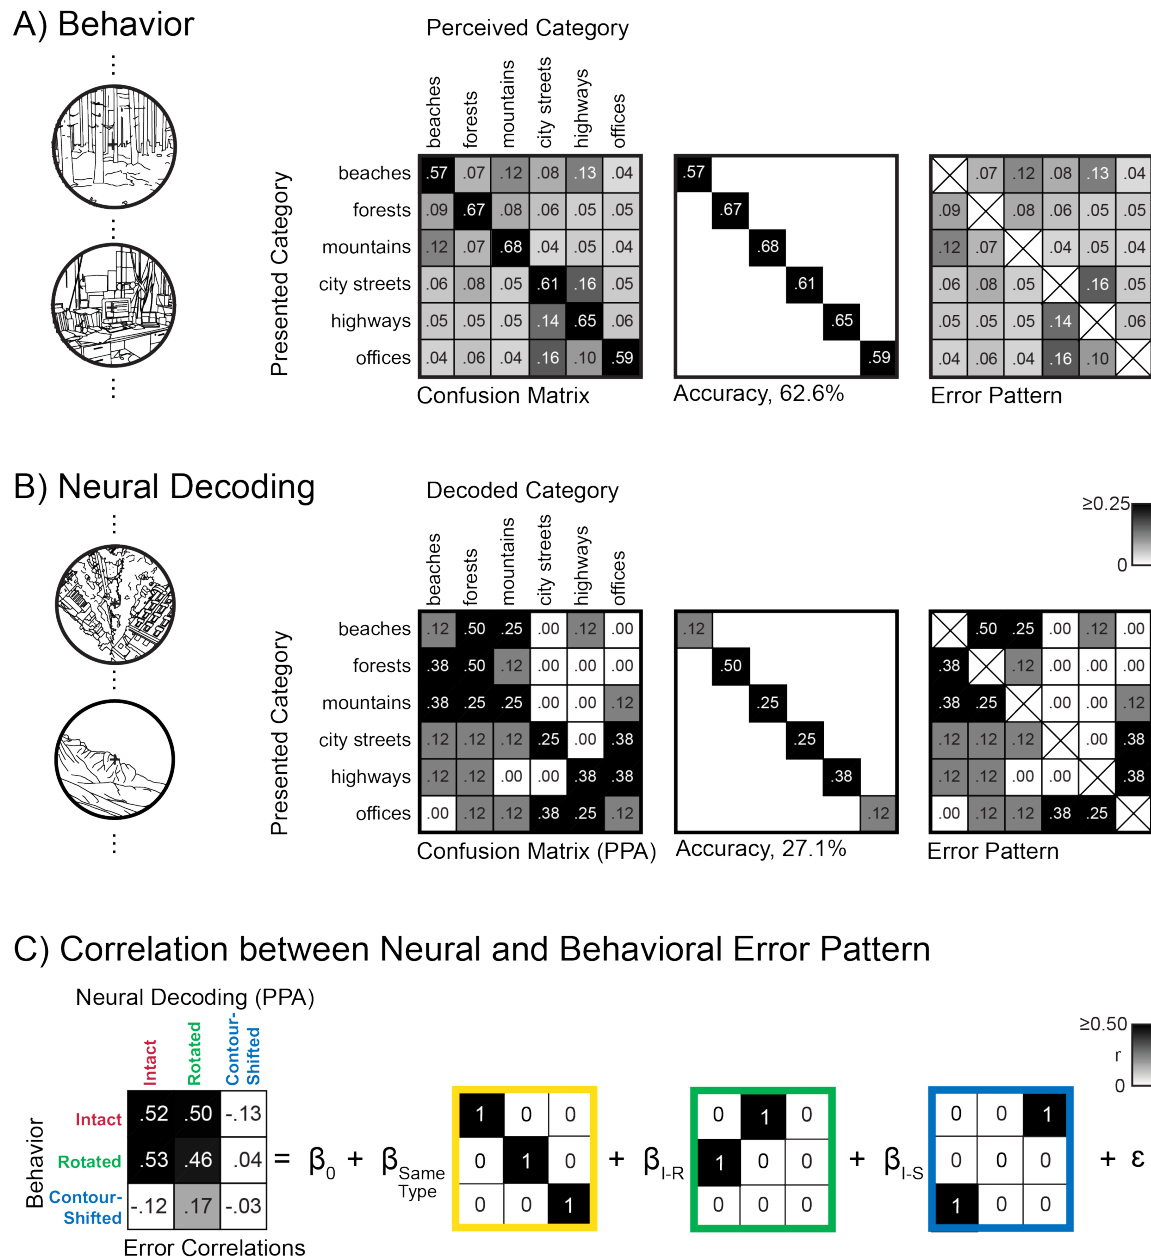 A) Behavior
Perceived Category
beaches
forests
mountains
city streets
highways
offices
Presented Category
beaches .57 .07 .12 .08 .13 .04
forests .09 .67 .08 .06 .05 .05
mountains .12 .07 .68 .04 .05 .04
city streets .06 .08 .05 .61 .16 .05
highways .05 .05 .05 .14 .65 .06
offices .04 .06 .04 .16 .10 .59
Confusion Matrix
.57
.67
.68
.61
.65
.59
Accuracy, 62.6%
.07 .12 .08 .13 .04
.09 .08 .06 .05 .05
.12 .07 .04 .05 .04
.06 .08 .05 .16 .05
.05 .05 .05 .14 .06
.04 .06 .04 .16 .10
Error Pattern
B) Neural Decoding
Decoded Category
≥0.25
0
beaches
forests
mountains
city streets
highways
offices
Presented Category
beaches .12 .50 .25 .00 .12 .00
forests .38 .50 .12 .00 .00 .00
mountains .38 .25 .25 .00 .00 .12
city streets .12 .12 .12 .25 .00 .38
highways .12 .12 .00 .00 .38 .38
offices .00 .12 .12 .38 .25 .12
Confusion Matrix (PPA)
.12
.50
.25
.25
.38
.12
Accuracy, 27.1%
.50 .25 .00 .12 .00
.38 .12 .00 .00 .00
.38 .25 .00 .00 .12
.12 .12 .12 .00 .38
.12 .12 .00 .00 .38
.00 .12 .12 .38 .25
Error Pattern
C) Correlation between Neural and Behavioral Error Pattern
Neural Decoding (PPA)
Intact
Rotated
Contour-
Shifted
≥0.50
r
0
Behavior
Intact .52 .50 -.13
Rotated .53 .46 .04
Contour-
Shifted -.12 .17 -.03
Error Correlations
= β0 + βSame
Type
1 0 0
0 1 0
0 0 1
+ βI-R
0 1 0
1 0 0
0 0 0
+ βI-S
0 0 1
0 0 0
1 0 0
+ ε